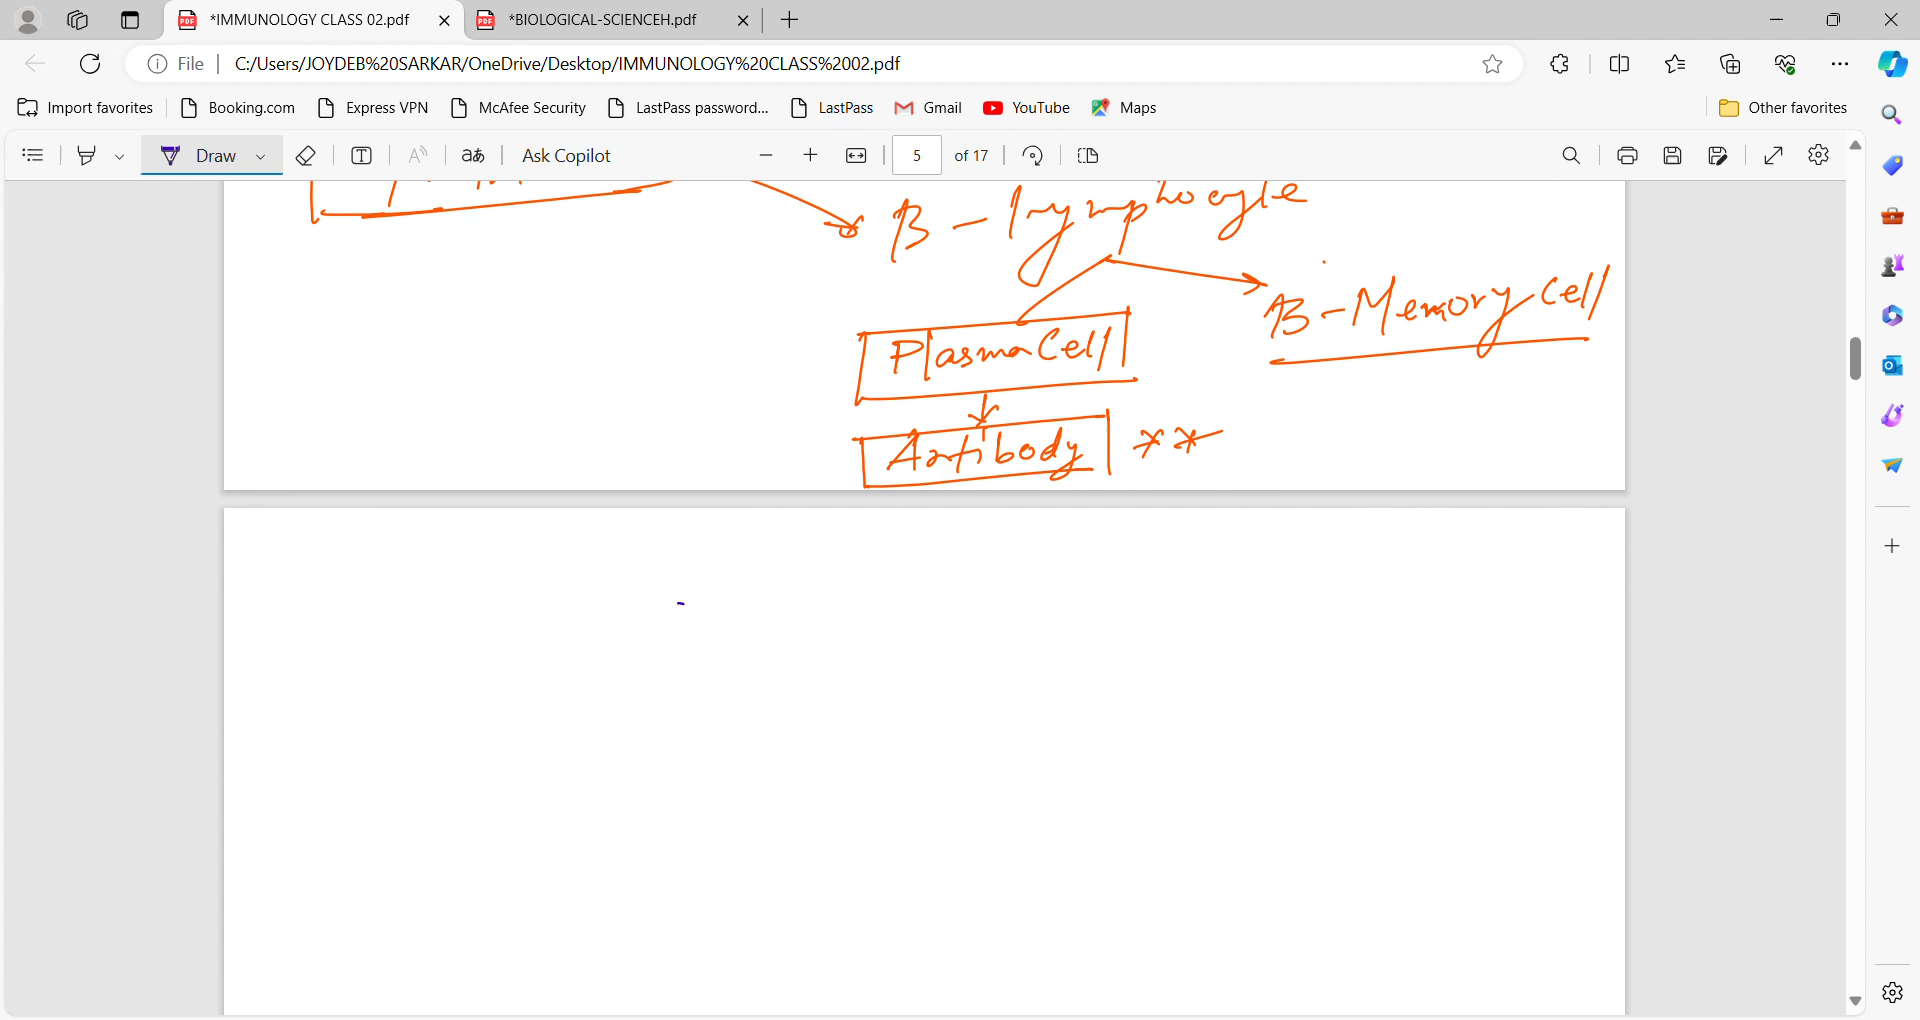 *IMMUNOLOGY CLASS 02.pdf
*BIOLOGICAL-SCIENCEH.pdf
File
C:/Users/JOYDEB%20SARKAR/OneDrive/Desktop/IMMUNOLOGY%20CLASS%2002.pdf
Import favorites
Booking.com
Express VPN
McAfee Security
LastPass password...
LastPass
Gmail
YouTube
Maps
Other favorites
Draw
aあ
Ask Copilot
5
of 17
B - lymphocyte
B - Memory Cell
Plasma Cell
Antibody **